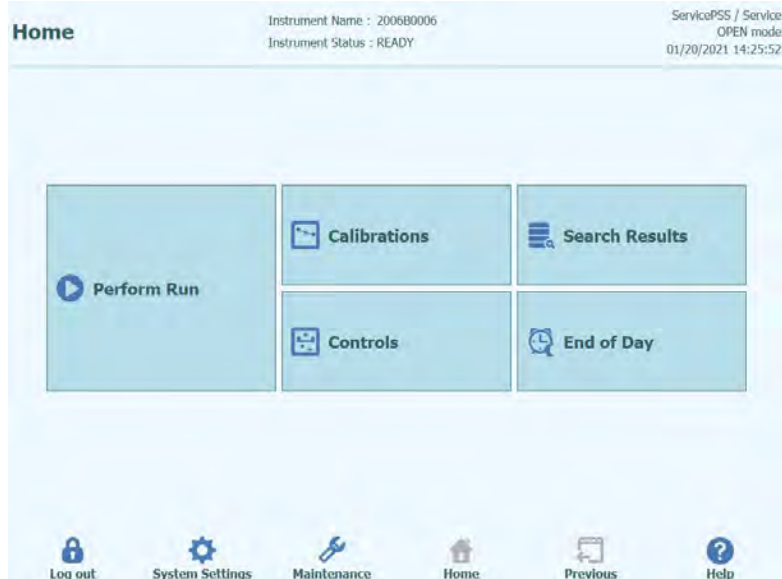 Home
Instrument Name : 2006B0006
Instrument Status : READY
ServicePSS / Service
OPEN mode
01/20/2021 14:25:52
Perform Run
Calibrations
Search Results
Controls
End of Day
Log out
System Settings
Maintenance
Home
Previous
Help